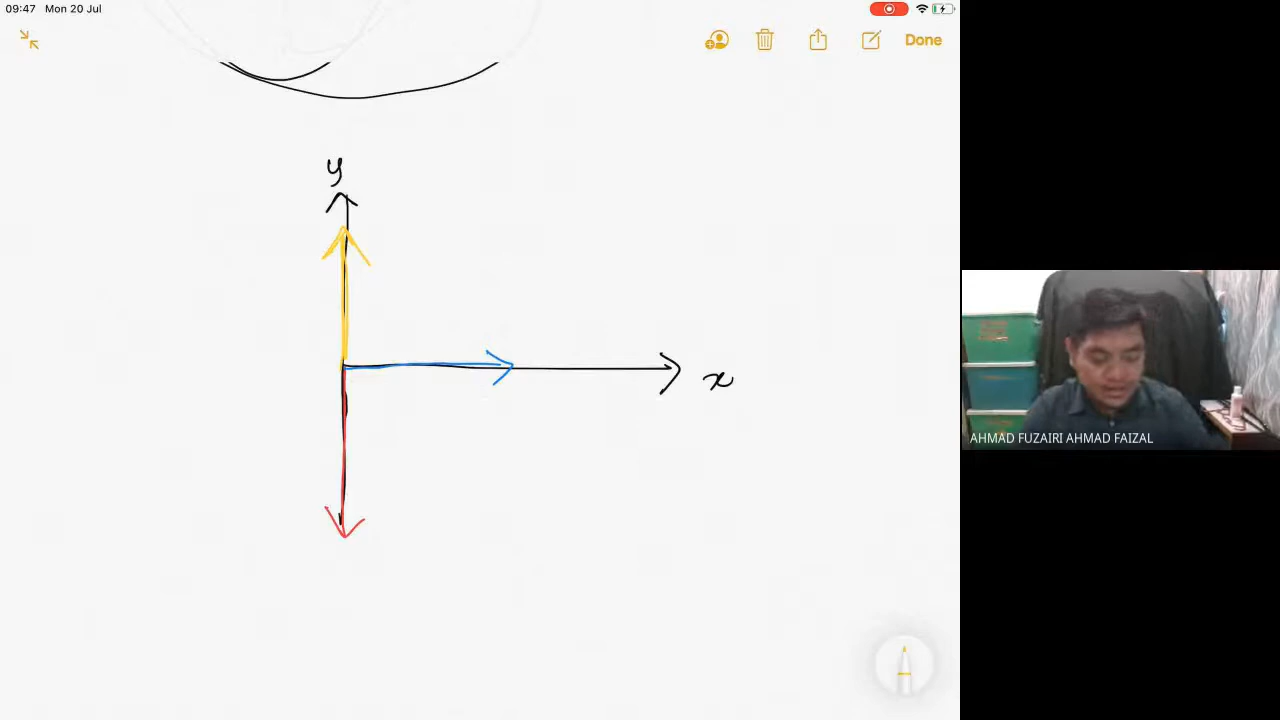 09:47 Mon 20 Jul
Done
y
x
AHMAD FUZAIRI AHMAD FAIZAL